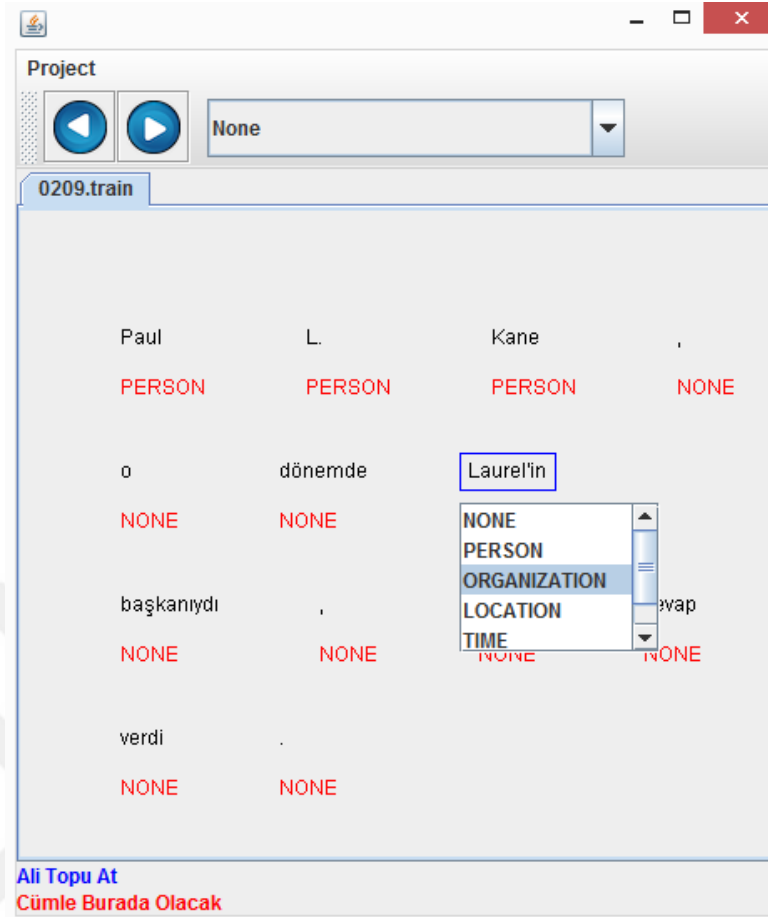 Project
None
0209.train
Paul L. Kane ,
PERSON PERSON PERSON NONE
o dönemde Laurel'in
NONE NONE NONE
PERSON
ORGANIZATION
başkanıydı , LOCATION
TIME
NONE NONE NONE NONE
verdi .
NONE NONE
Ali Topu At
Cümle Burada Olacak